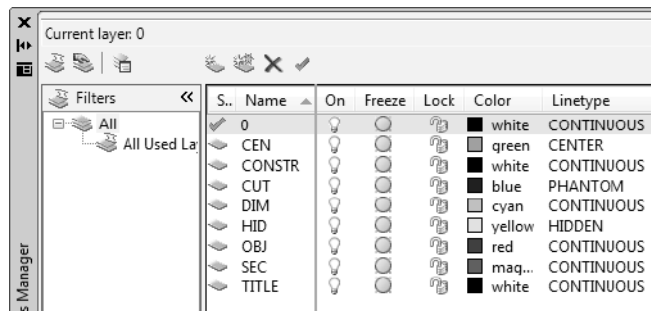 Current layer: 0
Filters
All
All Used La
S.. Name On Freeze Lock Color Linetype
0 white CONTINUOUS
CEN green CENTER
CONSTR white CONTINUOUS
CUT blue PHANTOM
DIM cyan CONTINUOUS
HID yellow HIDDEN
OBJ red CONTINUOUS
SEC mag... CONTINUOUS
TITLE white CONTINUOUS
s Manager